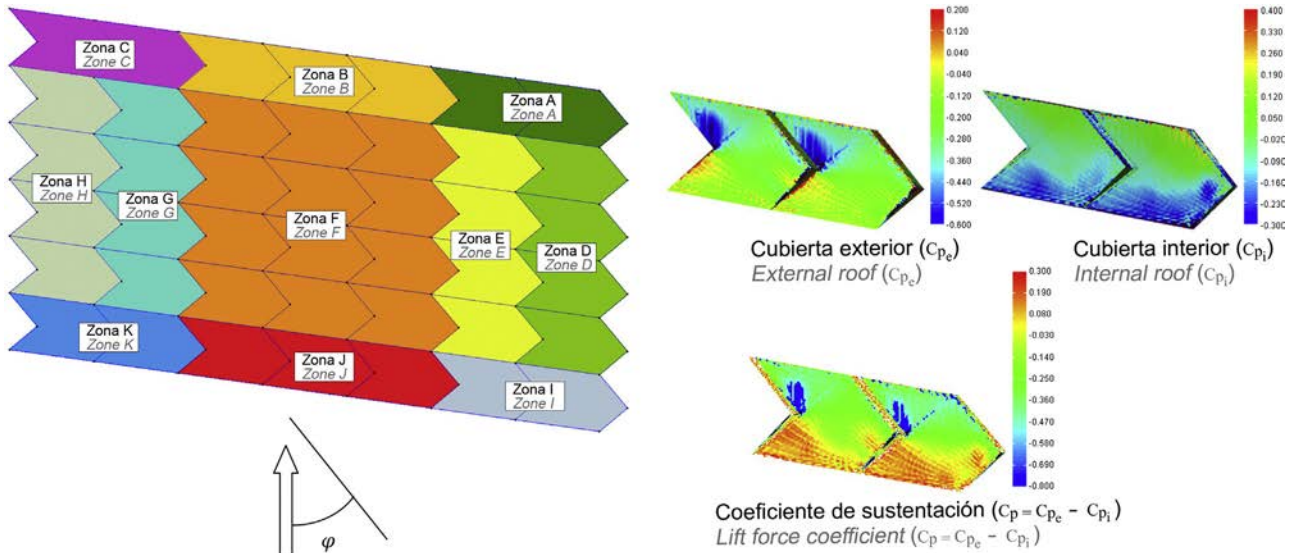 Zona C
Zone C
Zona B
Zone B
Zona A
Zone A
Zona H
Zone H
Zona G
Zone G
Zona F
Zone F
Zona E
Zone E
Zona D
Zone D
Zona K
Zone K
Zona J
Zone J
Zona I
Zone I
φ
0.200
0.120
0.040
-0.040
-0.120
-0.200
-0.280
-0.360
-0.440
-0.520
-0.600
Cubierta exterior (Cpe)
External roof (Cpe)
0.400
0.330
0.260
0.190
0.120
0.050
-0.020
-0.090
-0.160
-0.230
-0.300
Cubierta interior (Cpi)
Internal roof (Cpi)
0.300
0.190
0.080
-0.030
-0.140
-0.250
-0.360
-0.470
-0.580
-0.690
-0.800
Coeficiente de sustentación (Cp = Cpe - Cpi)
Lift force coefficient (Cp = Cpe - Cpi)